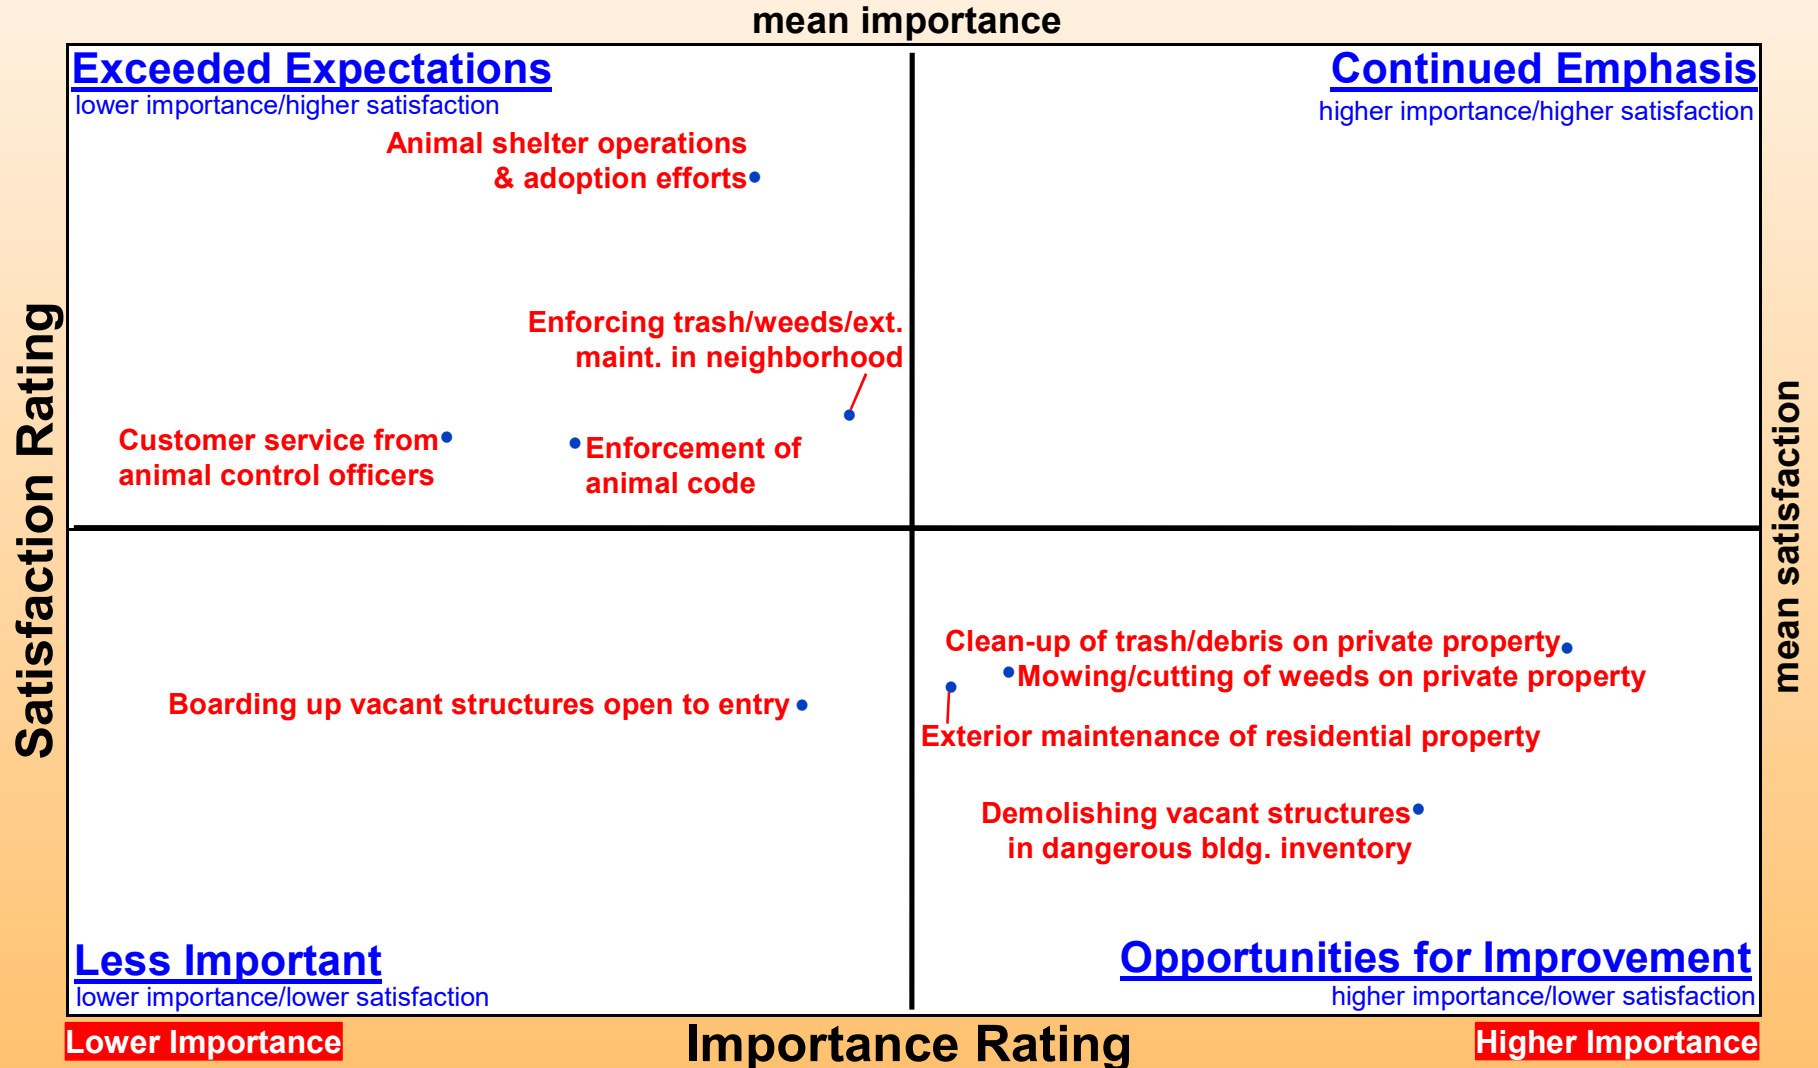 mean importance
Exceeded Expectations
lower importance/higher satisfaction
Continued Emphasis
higher importance/higher satisfaction
Animal shelter operations
& adoption efforts
Enforcing trash/weeds/ext.
maint. in neighborhood
Customer service from
animal control officers
Enforcement of
animal code
Satisfaction Rating
mean satisfaction
Clean-up of trash/debris on private property
Mowing/cutting of weeds on private property
Boarding up vacant structures open to entry
Exterior maintenance of residential property
Demolishing vacant structures
in dangerous bldg. inventory
Less Important
lower importance/lower satisfaction
Opportunities for Improvement
higher importance/lower satisfaction
Lower Importance
Importance Rating
Higher Importance